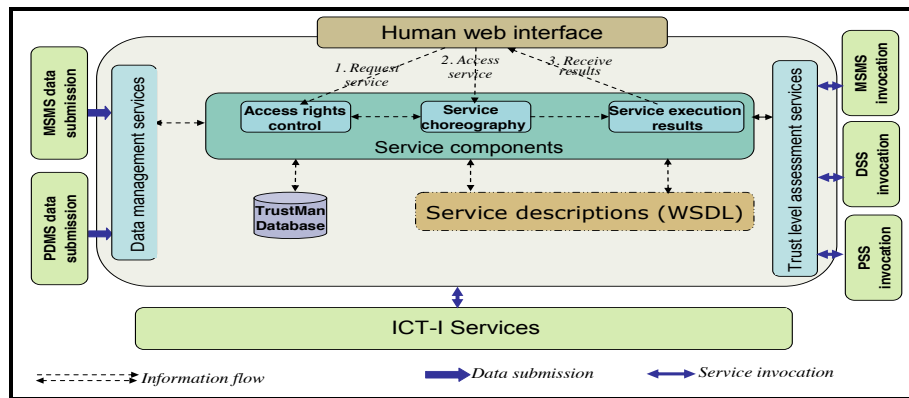 Human web interface
1. Request
service
2. Access
service
3. Receive
results
MSMS data
submission
PDMS data
submission
Data management services
Access rights
control
Service
choreography
Service execution
results
Service components
TrustMan
Database
Service descriptions (WSDL)
Trust level assessment services
MSMS
invocation
DSS
invocation
PSS
invocation
ICT-I Services
Information flow
Data submission
Service invocation